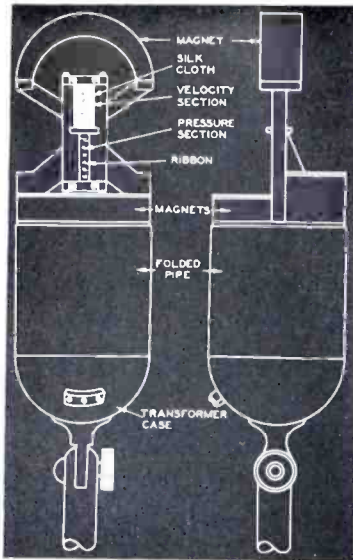 MAGNET
SILK
CLOTH
VELOCITY
SECTION
PRESSURE
SECTION
RIBBON
MAGNETS
FOLDED
PIPE
TRANSFORMER
CASE